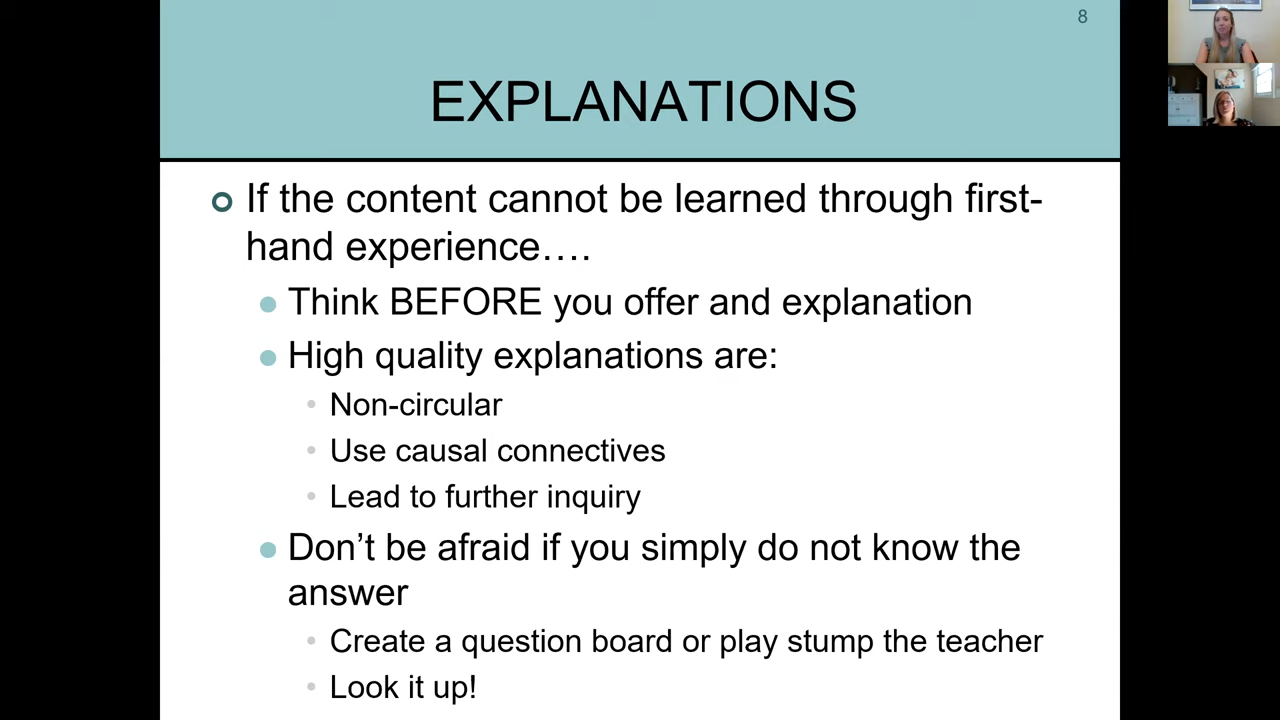 8
EXPLANATIONS
If the content cannot be learned through first-
hand experience….
Think BEFORE you offer and explanation
High quality explanations are:
Non-circular
Use causal connectives
Lead to further inquiry
Don’t be afraid if you simply do not know the
answer
Create a question board or play stump the teacher
Look it up!